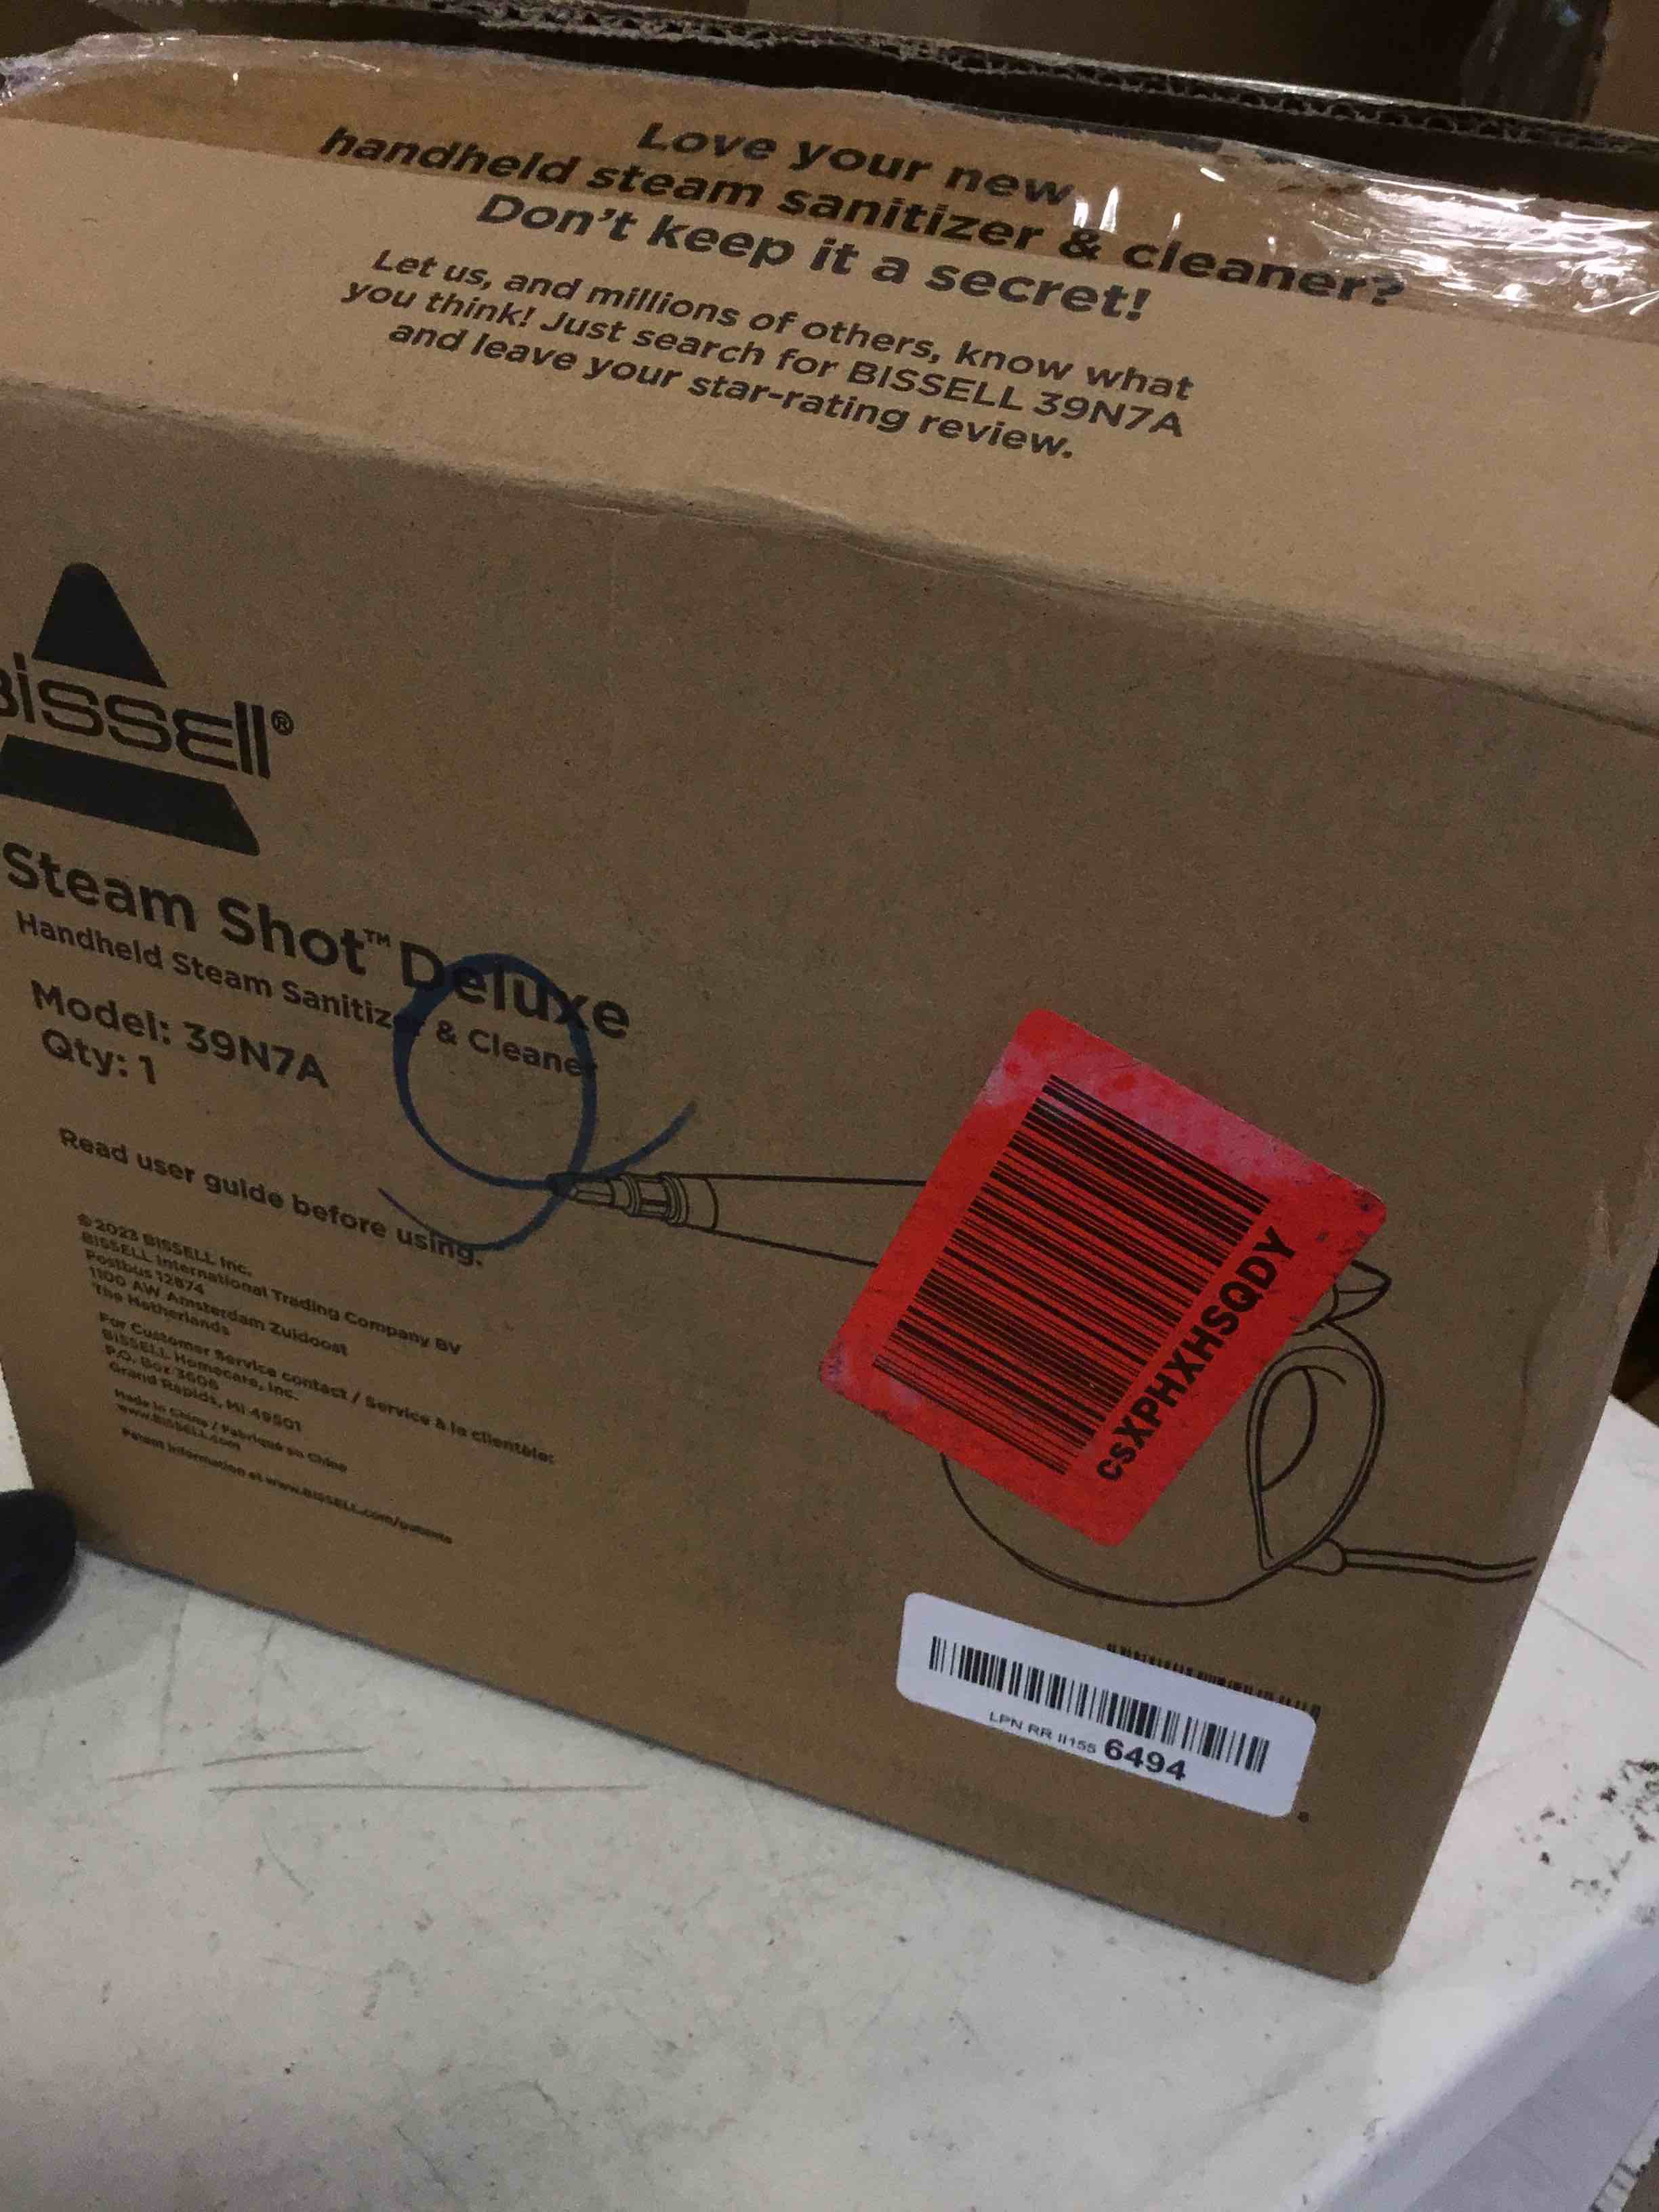 Love your new
handheld steam sanitizer & cleaner?
Don't keep it a secret!
Let us, and millions of others, know what
you think! Just search for BISSELL 39N7A
and leave your star-rating review.
BISSELL®
Steam Shot™ Deluxe
Handheld Steam Sanitizer & Cleaner
Model: 39N7A
Qty: 1
Read user guide before using.
©2023 BISSELL Inc.
BISSELL International Trading Company BV
Postbus 12874
1100 AW Amsterdam Zuidoost
The Netherlands
For Customer Service contact / Service à la clientèle:
BISSELL Homecare, Inc.
P.O. Box 3606
Grand Rapids, MI 49501
Made in China / Fabriqué en Chine
www.BISSELL.com
Patent information at www.BISSELL.com/patents
csXPHXHSQDY
LPN RR II155 6494